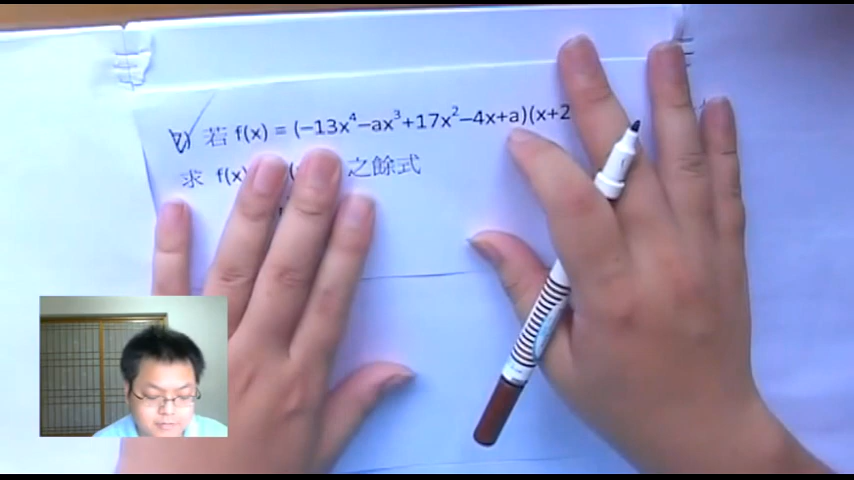 7) 若 f(x) = (−13x⁴−ax³+17x²−4x+a)(x+2
求 f(x) 之餘式